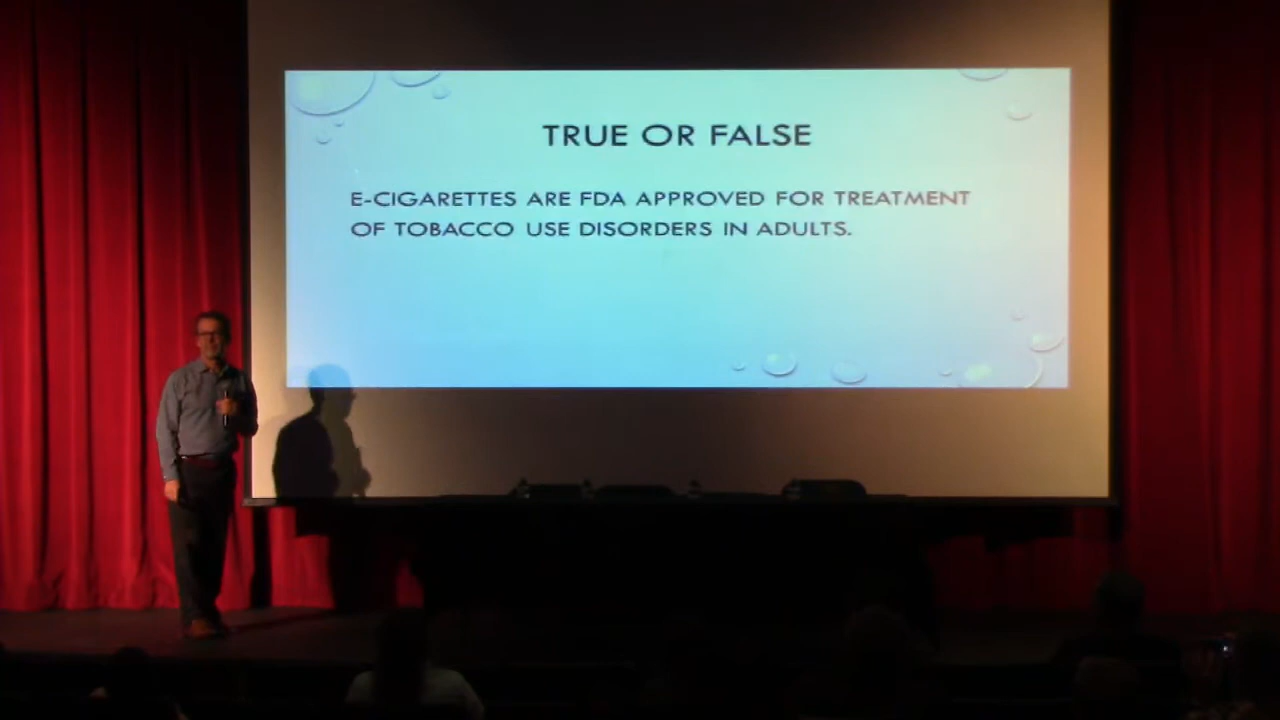 TRUE OR FALSE
E-CIGARETTES ARE FDA APPROVED FOR TREATMENT
OF TOBACCO USE DISORDERS IN ADULTS.